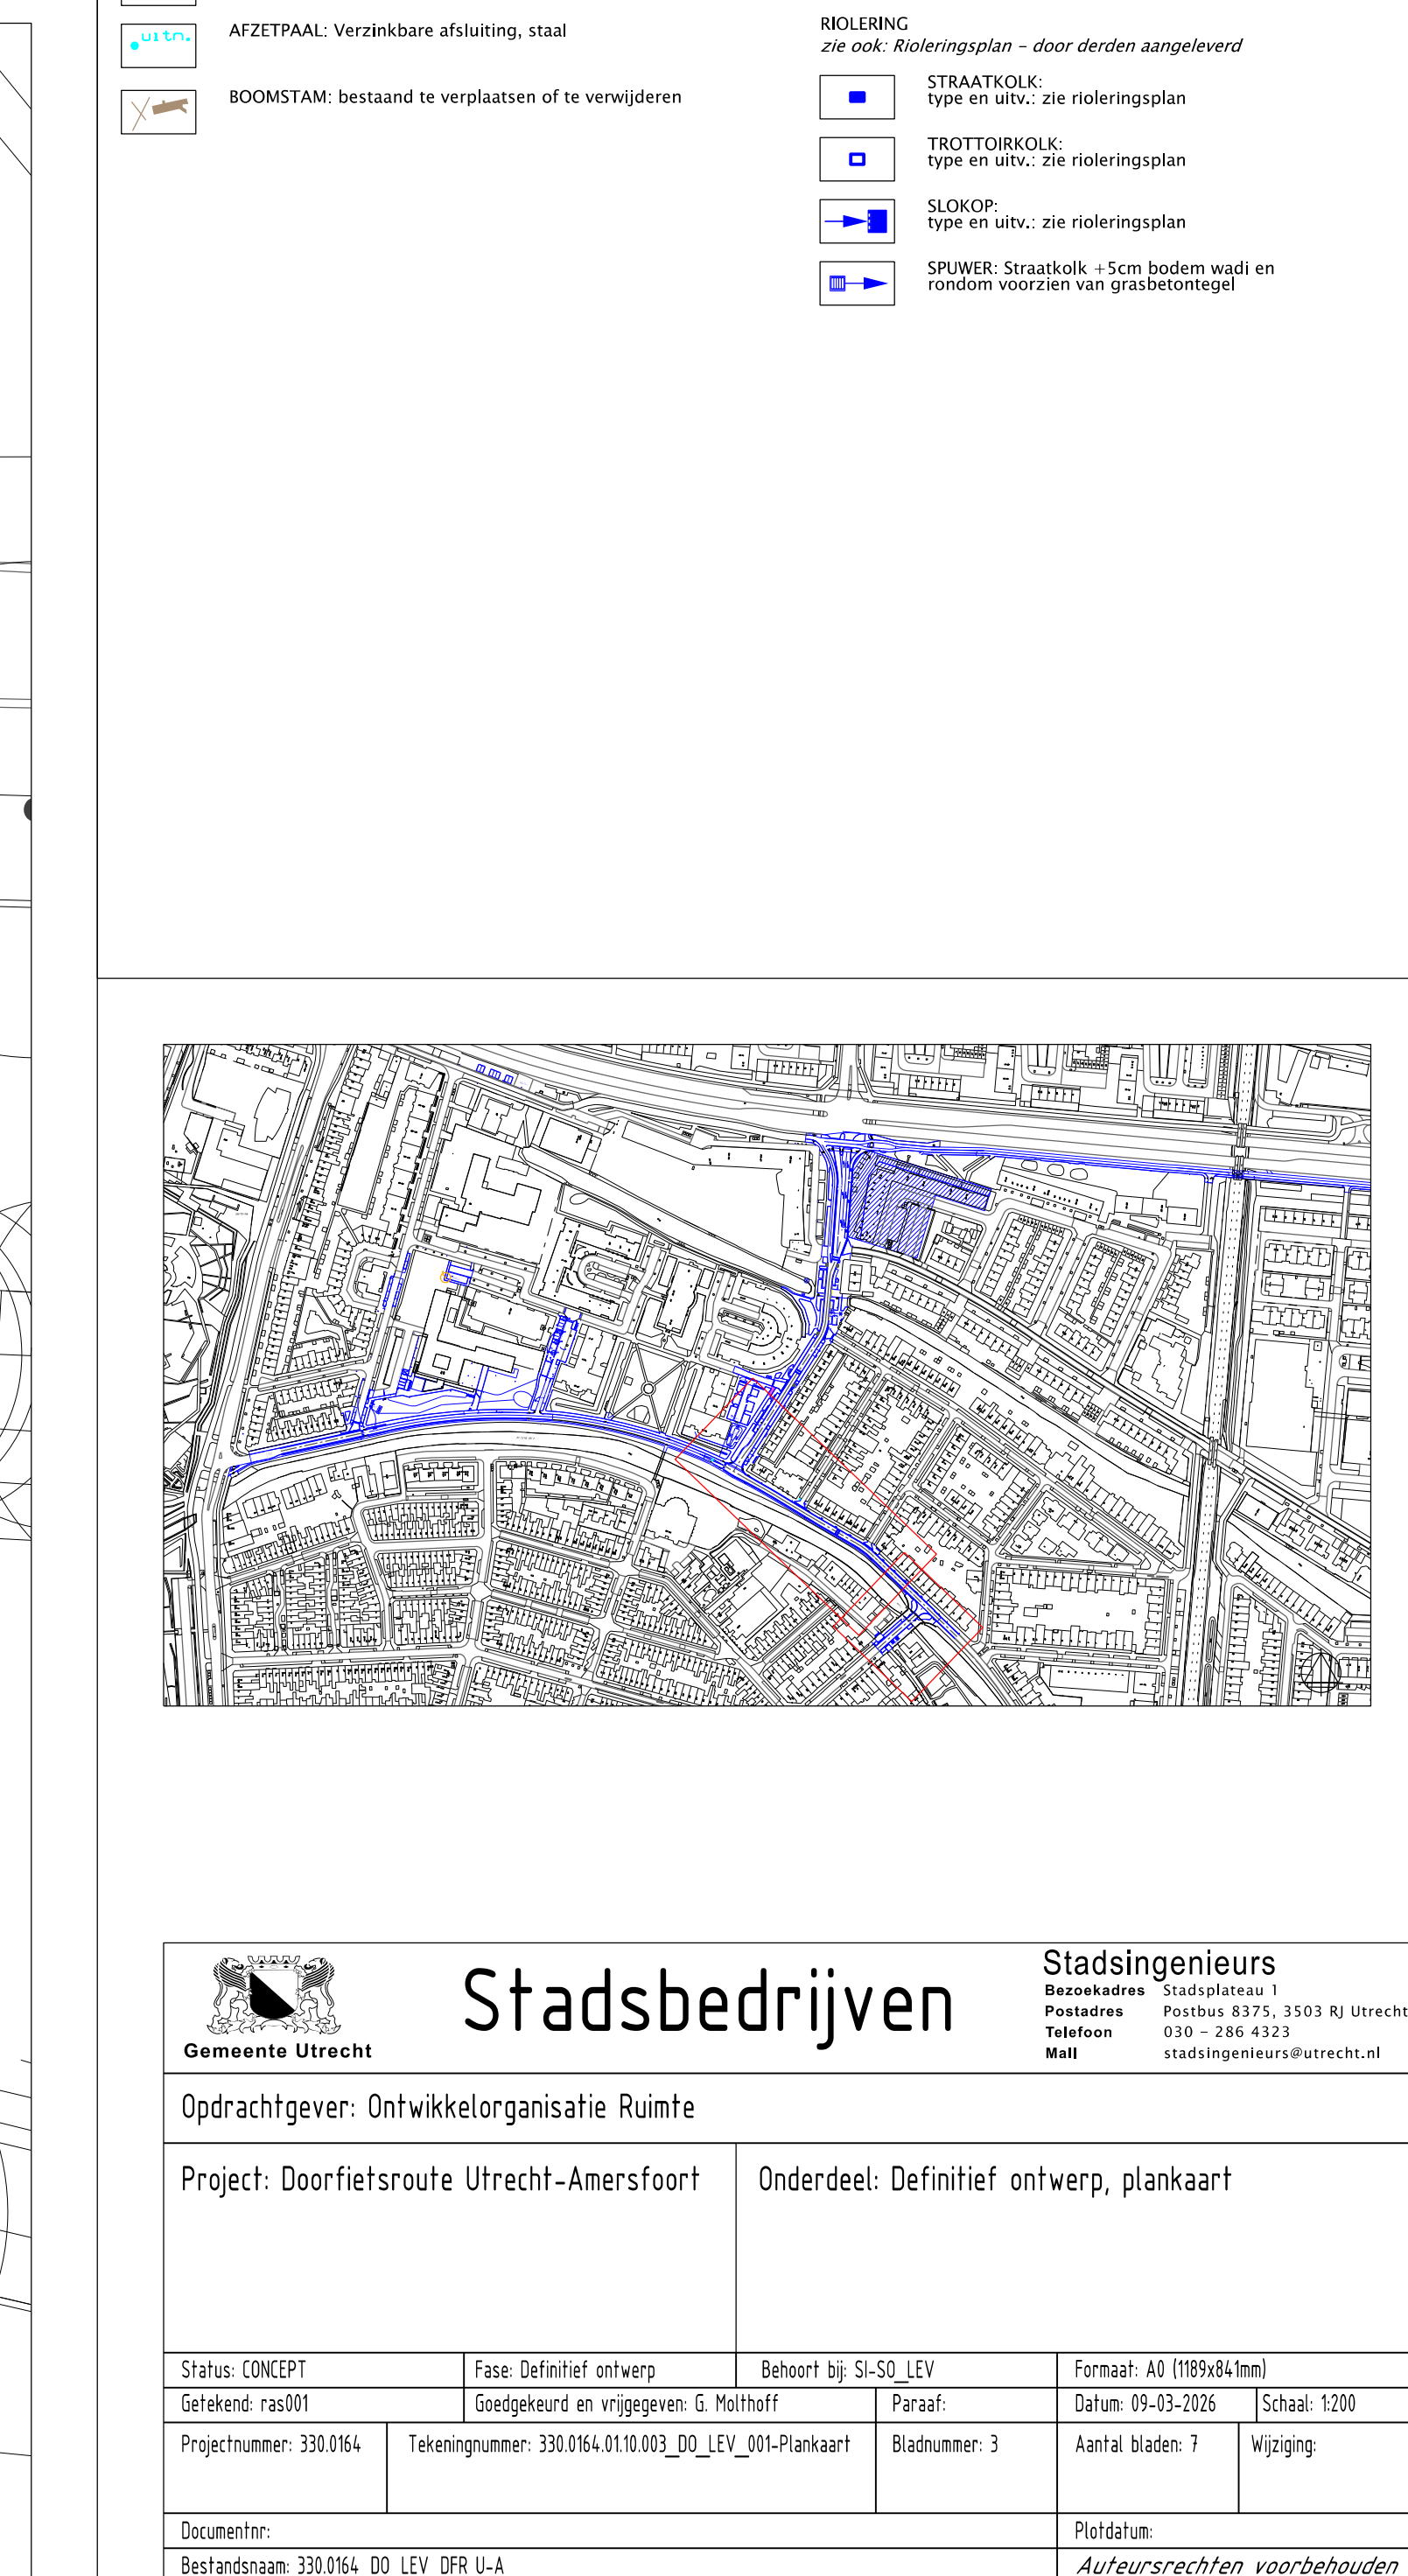 uitn.
AFZETPAAL: Verzinkbare afsluiting, staal
BOOMSTAM: bestaand te verplaatsen of te verwijderen
RIOLERING
zie ook: Rioleringsplan - door derden aangeleverd
STRAATKOLK:
type en uitv.: zie rioleringsplan
TROTTOIRKOLK:
type en uitv.: zie rioleringsplan
SLOKOP:
type en uitv.: zie rioleringsplan
SPUWER: Straatkolk +5cm bodem wadi en
rondom voorzien van grasbetontegel
Gemeente Utrecht
Stadsbedrijven
Stadsingenieurs
Bezoekadres Stadsplateau 1
Postadres Postbus 8375, 3503 RJ Utrecht
Telefoon 030 - 286 4323
Mail stadsingenieurs@utrecht.nl
Opdrachtgever: Ontwikkelorganisatie Ruimte
Project: Doorfietsroute Utrecht-Amersfoort
Onderdeel: Definitief ontwerp, plankaart
Status: CONCEPT
Fase: Definitief ontwerp
Behoort bij: SI-SO_LEV
Formaat: A0 (1189x841mm)
Getekend: ras001
Goedgekeurd en vrijgegeven: G. Molthoff
Paraaf:
Datum: 09-03-2026
Schaal: 1:200
Projectnummer: 330.0164
Tekeningnummer: 330.0164.01.10.003_DO_LEV_001-Plankaart
Bladnummer: 3
Aantal bladen: 7
Wijziging:
Documentnr:
Plotdatum:
Bestandsnaam: 330.0164_DO_LEV_DFR_U-A
Auteursrechten voorbehouden